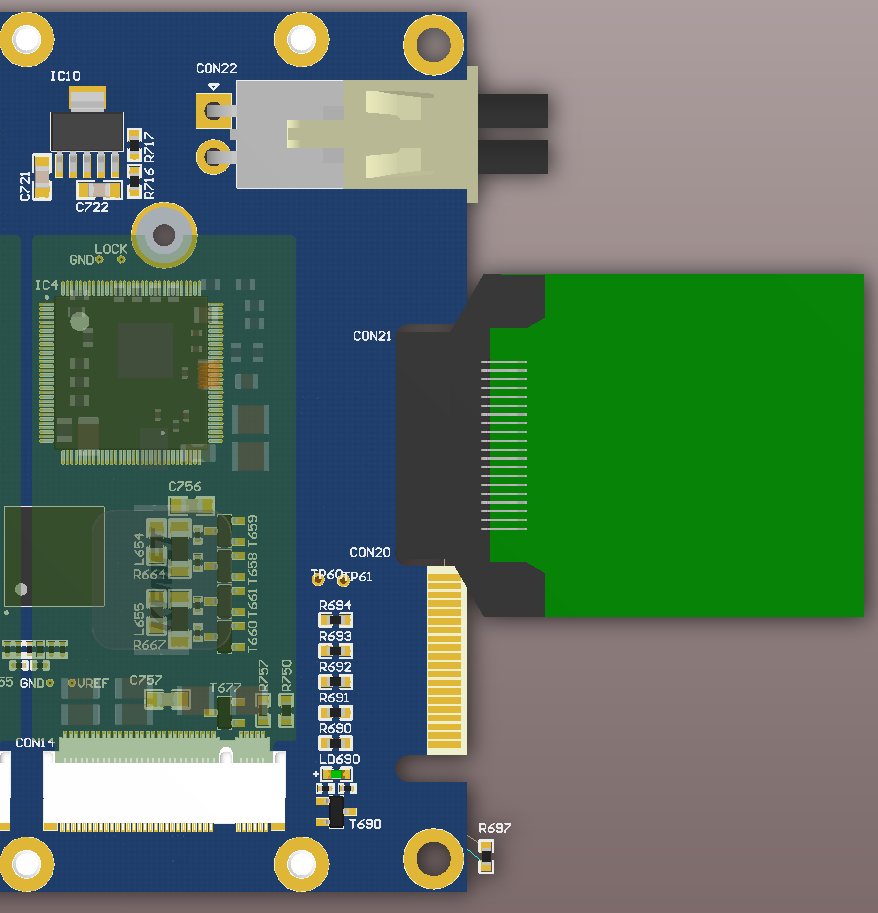 CON22
IC10
R717
C721
R716
C722
LOCK
GND
IC4
CON21
C756
T659
L654
CON20
T658
R664
TP60
TP61
T661
R694
L655
R693
T660
R667
R692
R757
R750
55
GND
VREF
C757
T677
R691
R690
CON14
LD690
+
T690
R697